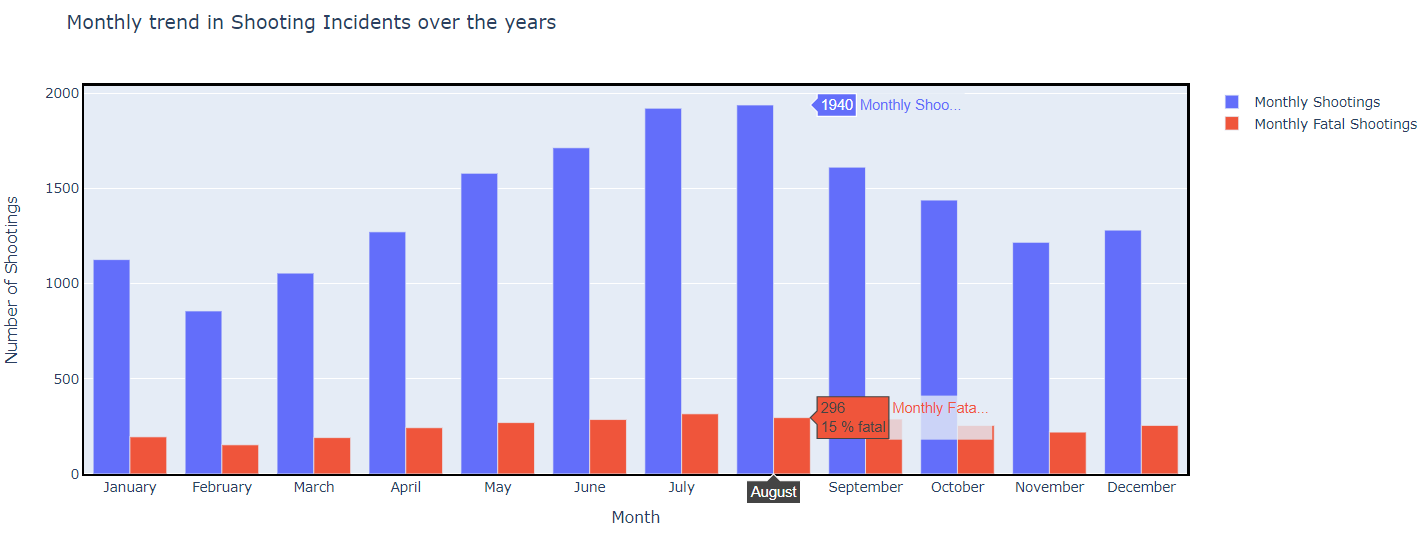 Monthly trend in Shooting Incidents over the years
Monthly Shootings
Monthly Fatal Shootings
Number of Shootings
2000
1500
1000
500
0
1940 Monthly Shoo...
296 Monthly Fata...
15 % fatal
January February March April May June July August September October November December
Month